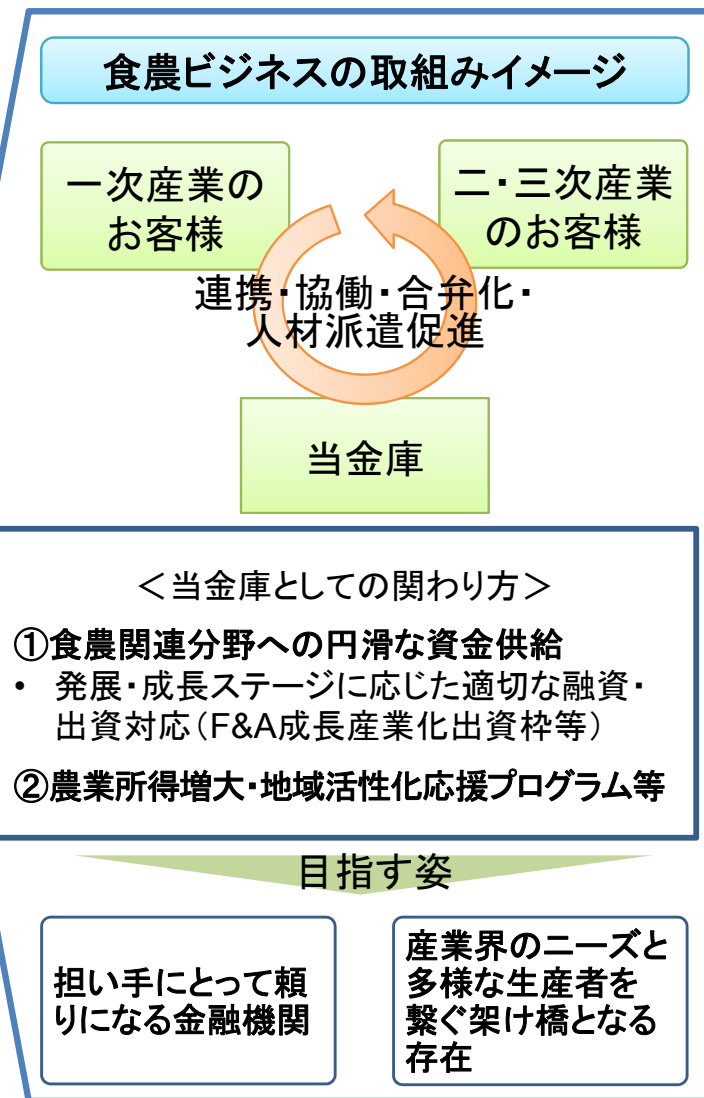 食農ビジネスの取組みイメージ
一次産業の
お客様
二・三次産業
のお客様
連携・協働・合弁化・
人材派遣促進
当金庫
＜当金庫としての関わり方＞
①食農関連分野への円滑な資金供給
• 発展・成長ステージに応じた適切な融資・
出資対応（F&A成長産業化出資枠等）
②農業所得増大・地域活性化応援プログラム等
目指す姿
担い手にとって頼
りになる金融機関
産業界のニーズと
多様な生産者を
繋ぐ架け橋となる
存在